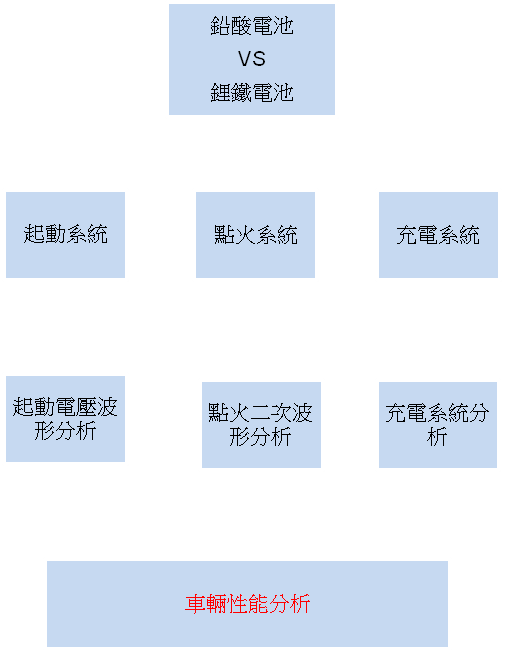 鉛酸電池
VS
鋰鐵電池
起動系統
點火系統
充電系統
起動電壓波
形分析
點火二次波
形分析
充電系統分
析
車輛性能分析